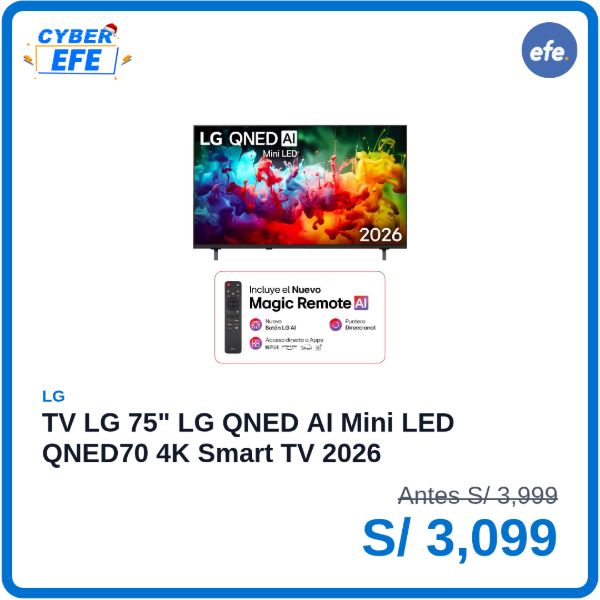 CYBER
EFE
efe.
LG QNED AI
Mini LED
2026
Incluye el Nuevo
Magic Remote AI
Nuevo
Botón LG AI
Puntero
Direccional
Acceso directo a Apps
NETFLIX
LG
TV LG 75" LG QNED AI Mini LED
QNED70 4K Smart TV 2026
Antes S/ 3,999
S/ 3,099